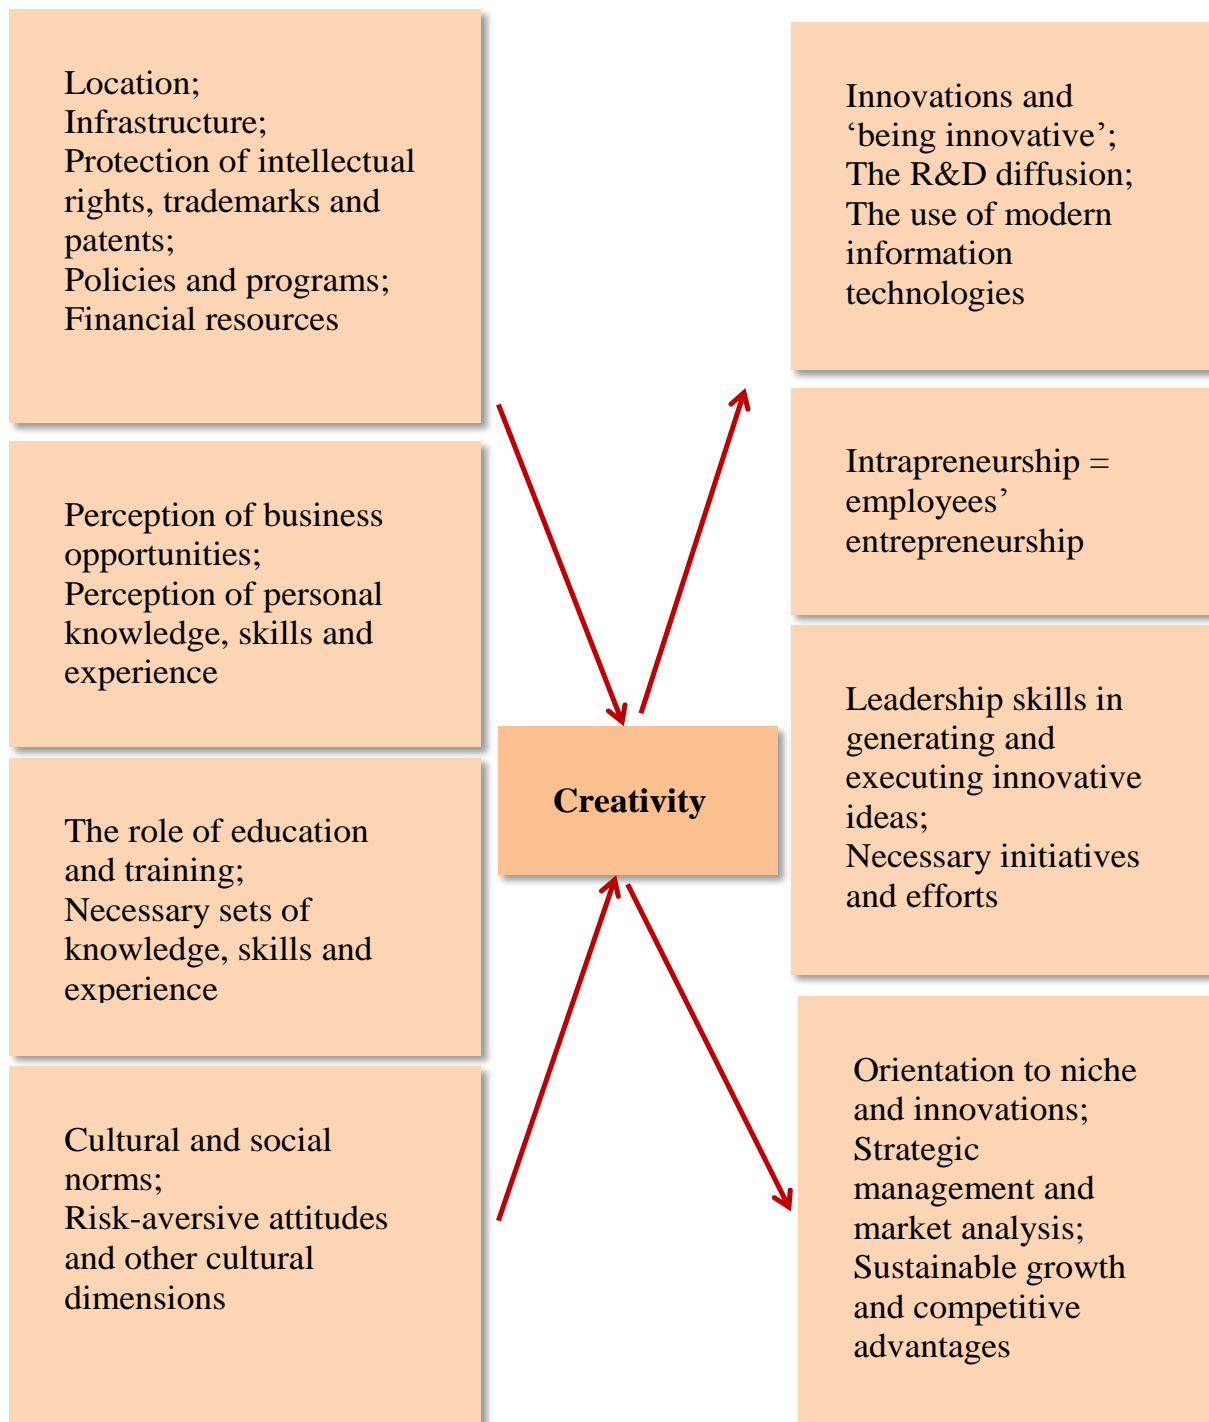 Location;
Infrastructure;
Protection of intellectual
rights, trademarks and
patents;
Policies and programs;
Financial resources
Perception of business
opportunities;
Perception of personal
knowledge, skills and
experience
The role of education
and training;
Necessary sets of
knowledge, skills and
experience
Cultural and social
norms;
Risk-aversive attitudes
and other cultural
dimensions
Creativity
Innovations and
‘being innovative’;
The R&D diffusion;
The use of modern
information
technologies
Intrapreneurship =
employees’
entrepreneurship
Leadership skills in
generating and
executing innovative
ideas;
Necessary initiatives
and efforts
Orientation to niche
and innovations;
Strategic
management and
market analysis;
Sustainable growth
and competitive
advantages